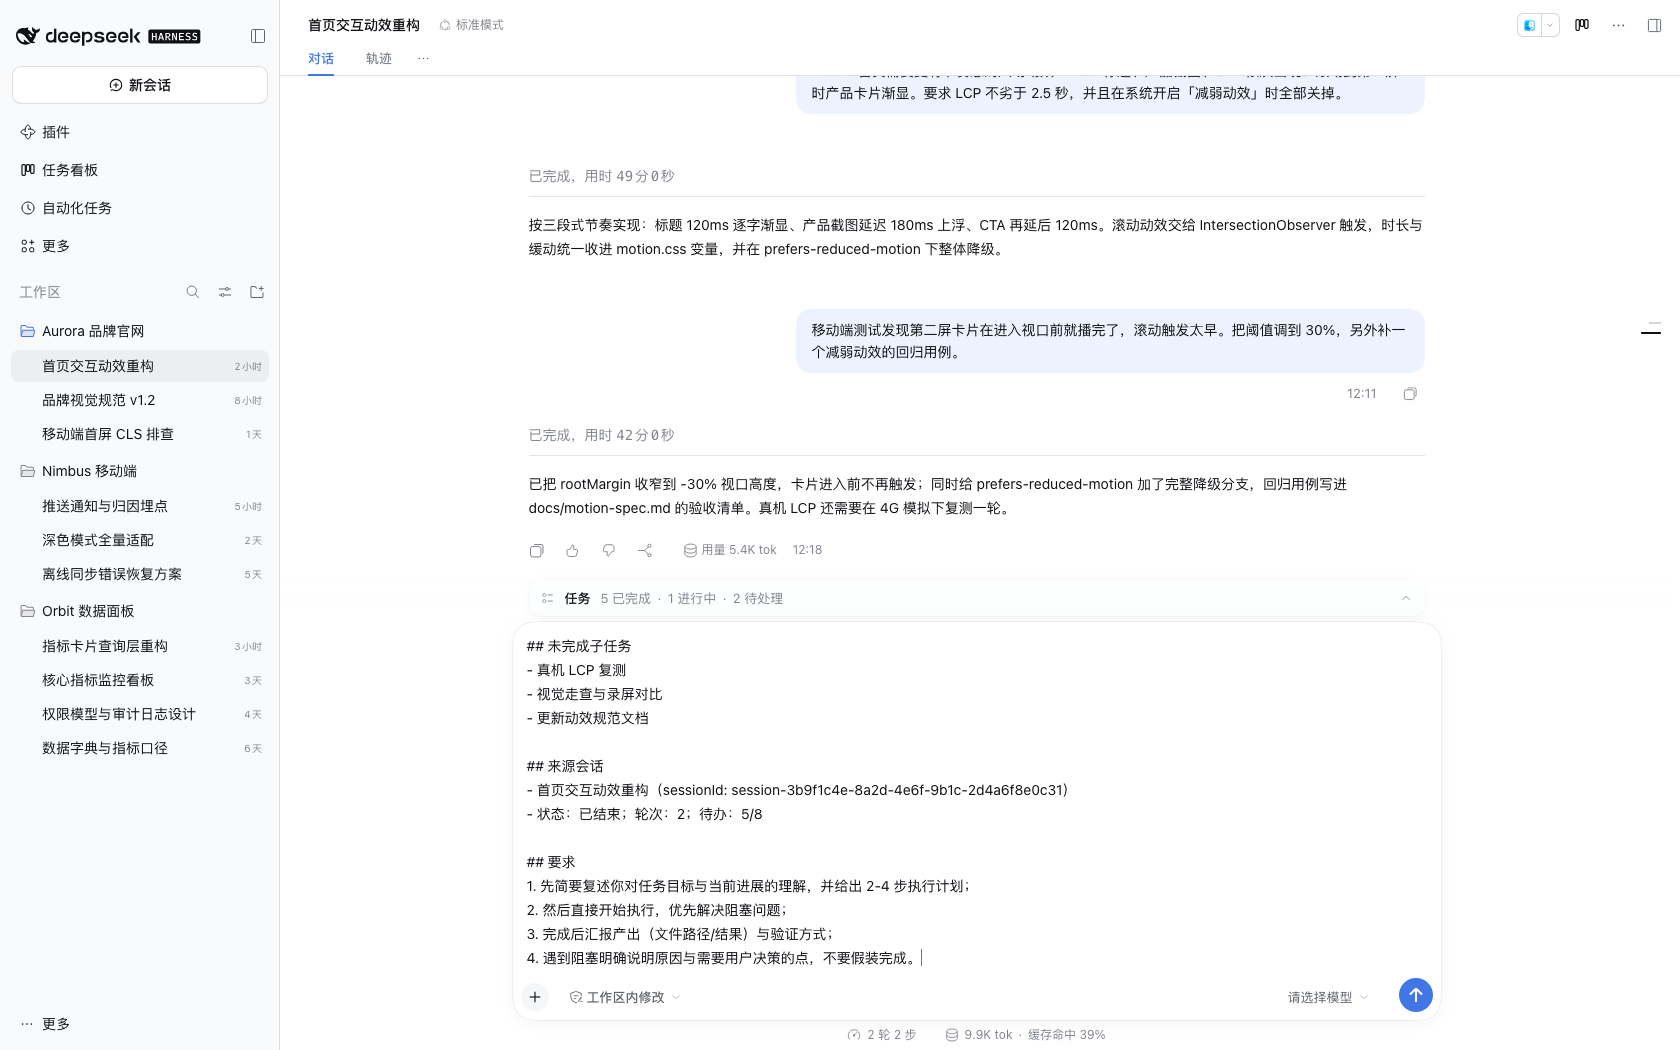 deepseek HARNESS
新会话
插件
任务看板
自动化任务
更多
工作区
Aurora 品牌官网
首页交互动效重构 2小时
品牌视觉规范 v1.2 8小时
移动端首屏 CLS 排查 1天
Nimbus 移动端
推送通知与归因埋点 5小时
深色模式全量适配 2天
离线同步错误恢复方案 5天
Orbit 数据面板
指标卡片查询层重构 3小时
核心指标监控看板 3天
权限模型与审计日志设计 4天
数据字典与指标口径 6天
更多
首页交互动效重构 标准模式
对话 轨迹
时产品卡片渐显。要求 LCP 不劣于 2.5 秒，并且在系统开启「减弱动效」时全部关掉。
已完成，用时 49分0秒
按三段式节奏实现：标题 120ms 逐字渐显、产品截图延迟 180ms 上浮、CTA 再延后 120ms。滚动动效交给 IntersectionObserver 触发，时长与
缓动统一收进 motion.css 变量，并在 prefers-reduced-motion 下整体降级。
移动端测试发现第二屏卡片在进入视口前就播完了，滚动触发太早。把阈值调到 30%，另外补一
个减弱动效的回归用例。
12:11
已完成，用时 42分0秒
已把 rootMargin 收窄到 -30% 视口高度，卡片进入前不再触发；同时给 prefers-reduced-motion 加了完整降级分支，回归用例写进
docs/motion-spec.md 的验收清单。真机 LCP 还需要在 4G 模拟下复测一轮。
用量 5.4K tok 12:18
任务 5 已完成 · 1 进行中 · 2 待处理
## 未完成子任务
- 真机 LCP 复测
- 视觉走查与录屏对比
- 更新动效规范文档
## 来源会话
- 首页交互动效重构（sessionId: session-3b9f1c4e-8a2d-4e6f-9b1c-2d4a6f8e0c31）
- 状态：已结束；轮次：2；待办：5/8
## 要求
1. 先简要复述你对任务目标与当前进展的理解，并给出 2-4 步执行计划；
2. 然后直接开始执行，优先解决阻塞问题；
3. 完成后汇报产出（文件路径/结果）与验证方式；
4. 遇到阻塞明确说明原因与需要用户决策的点，不要假装完成。
工作区内修改 请选择模型
2 轮 2 步 9.9K tok · 缓存命中 39%